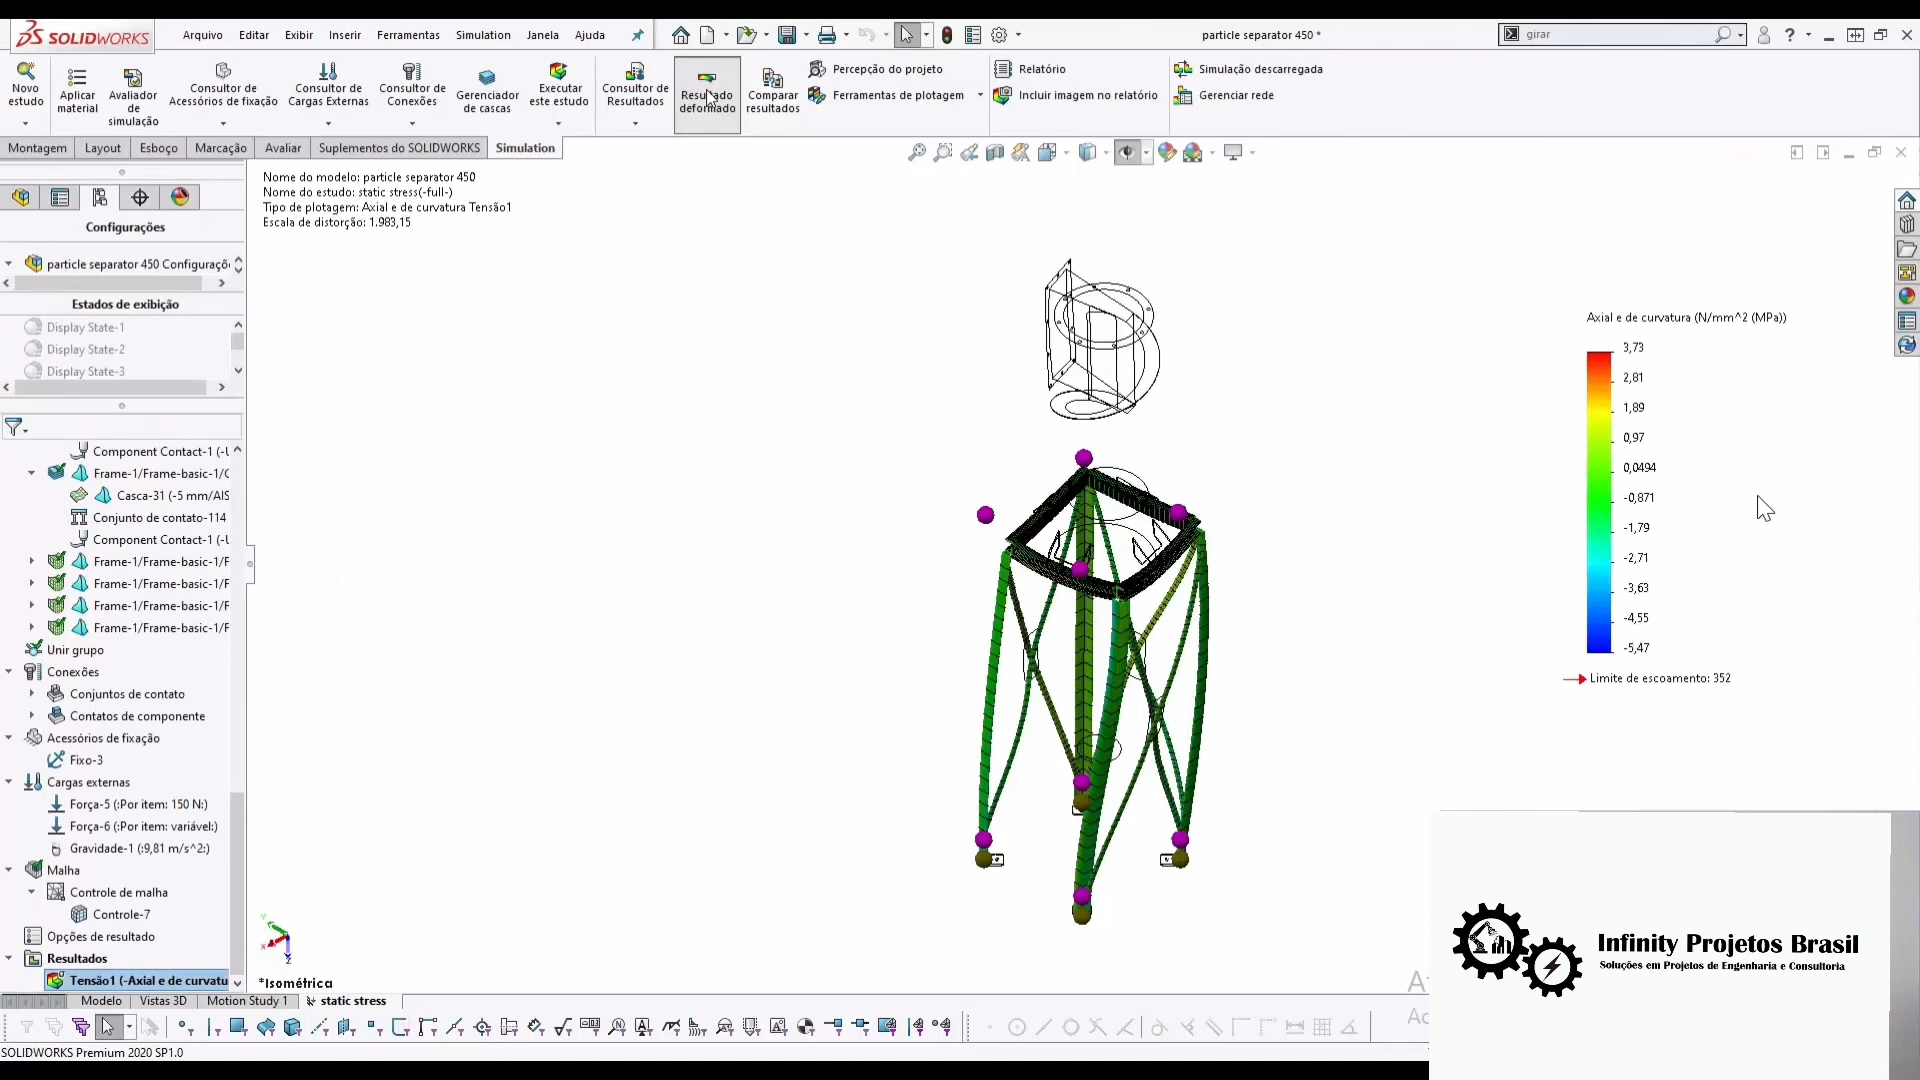 SOLIDWORKS
Arquivo
Editar
Exibir
Inserir
Ferramentas
Simulation
Janela
Ajuda
particle separator 450 *
girar
Novo
estudo
Aplicar
material
Avaliador
de
simulação
Consultor de
Acessórios de fixação
Consultor de
Cargas Externas
Consultor de
Conexões
Gerenciador
de cascas
Executar
este estudo
Consultor de
Resultados
Resultado
deformado
Comparar
resultados
Percepção do projeto
Ferramentas de plotagem
Relatório
Incluir imagem no relatório
Simulação descarregada
Gerenciar rede
Montagem
Layout
Esboço
Marcação
Avaliar
Suplementos do SOLIDWORKS
Simulation
Configurações
particle separator 450 Configuraçõ
Estados de exibição
Display State-1
Display State-2
Display State-3
Component Contact-1 (-U
Frame-1/Frame-basic-1/C
Casca-31 (-5 mm/AIS
Conjunto de contato-114
Component Contact-1 (-U
Frame-1/Frame-basic-1/F
Frame-1/Frame-basic-1/F
Frame-1/Frame-basic-1/F
Frame-1/Frame-basic-1/F
Unir grupo
Conexões
Conjuntos de contato
Contatos de componente
Acessórios de fixação
Fixo-3
Cargas externas
Força-5 (:Por item: 150 N:)
Força-6 (:Por item: variável:)
Gravidade-1 (:9,81 m/s^2:)
Malha
Controle de malha
Controle-7
Opções de resultado
Resultados
Tensão1 (-Axial e de curvatu
Nome do modelo: particle separator 450
Nome do estudo: static stress(-full-)
Tipo de plotagem: Axial e de curvatura Tensão1
Escala de distorção: 1.983,15
Axial e de curvatura (N/mm^2 (MPa))
3,73
2,81
1,89
0,97
0,0494
-0,871
-1,79
-2,71
-3,63
-4,55
-5,47
Limite de escoamento: 352
*Isométrica
Modelo
Vistas 3D
Motion Study 1
static stress
SOLIDWORKS Premium 2020 SP1.0
Infinity Projetos Brasil
Soluções em Projetos de Engenharia e Consultoria